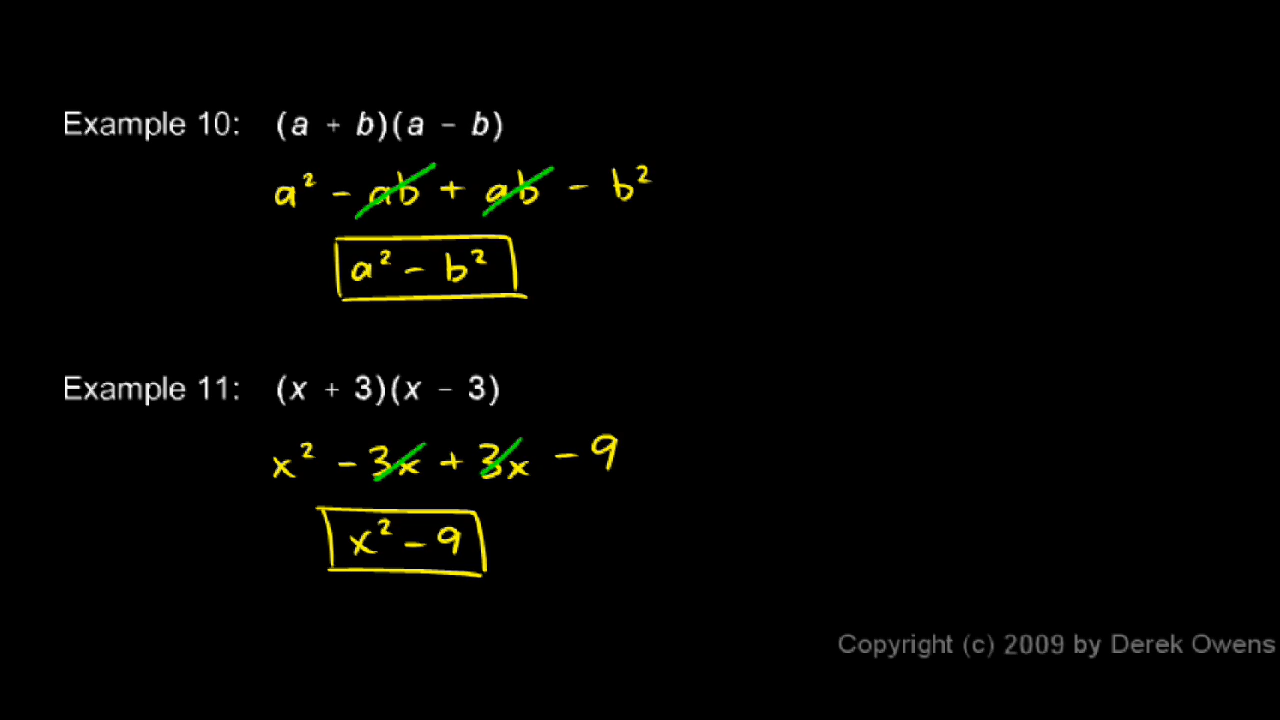 Example 10: (a + b)(a - b)
a² - ab + ab - b²
a² - b²
Example 11: (x + 3)(x - 3)
x² - 3x + 3x - 9
x² - 9
Copyright (c) 2009 by Derek Owens